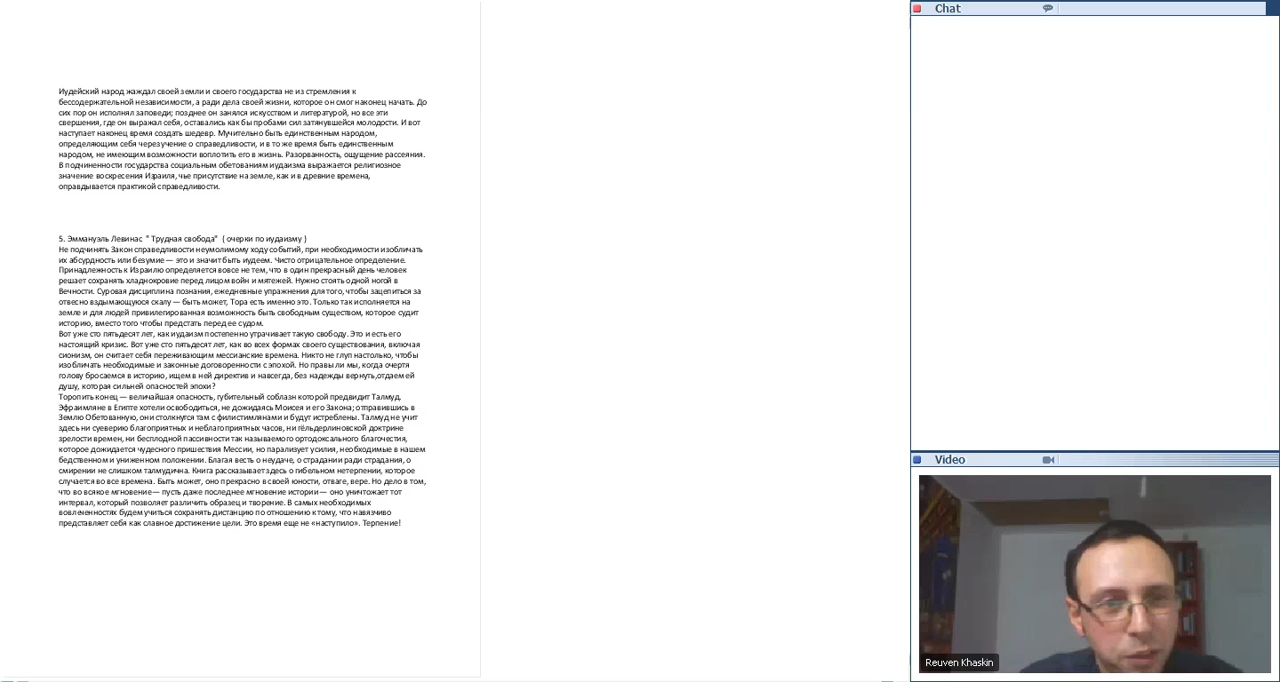 Иудейский народ жаждал своей земли и своего государства не из стремления к
бессодержательной независимости, а ради дела своей жизни, которое он смог наконец начать. До
сих пор он исполнял заповеди; позднее он занялся искусством и литературой, но все эти
свершения, где он выражал себя, оставались как бы пробами сил затянувшейся молодости. И вот
наступает наконец время создать шедевр. Мучительно быть единственным народом,
определяющим себя через учение о справедливости, и в то же время быть единственным
народом, не имеющим возможности воплотить его в жизнь. Разорванность, ощущение рассеяния.
В подчиненности государства социальным обетованиям иудаизма выражается религиозное
значение воскресения Израиля, чье присутствие на земле, как и в древние времена,
оправдывается практикой справедливости.
5. Эммануэль Левинас " Трудная свобода" ( очерки по иудаизму )
Не подчинять Закон справедливости неумолимому ходу событий, при необходимости изобличать
их абсурдность или безумие — это и значит быть иудеем. Чисто отрицательное определение.
Принадлежность к Израилю определяется вовсе не тем, что в один прекрасный день человек
решает сохранять хладнокровие перед лицом войн и мятежей. Нужно стоять одной ногой в
Вечности. Суровая дисциплина познания, ежедневные упражнения для того, чтобы зацепиться за
отвесно вздымающуюся скалу — быть может, Тора есть именно это. Только так исполняется на
земле и для людей привилегированная возможность быть свободным существом, которое судит
историю, вместо того чтобы предстать перед ее судом.
Вот уже сто пятьдесят лет, как иудаизм постепенно утрачивает такую свободу. Это и есть его
настоящий кризис. Вот уже сто пятьдесят лет, как во всех формах своего существования, включая
сионизм, он считает себя переживающим мессианские времена. Никто не глуп настолько, чтобы
изобличать необходимые и законные договоренности с эпохой. Но правы ли мы, когда очертя
голову бросаемся в историю, ищем в ней директив и навсегда, без надежды вернуть,отдаем ей
душу, которая сильней опасностей эпохи?
Торопить конец — величайшая опасность, губительный соблазн которой предвидит Талмуд.
Эфраимляне в Египте хотели освободиться, не дожидаясь Моисея и его Закона; отправившись в
Землю Обетованную, они столкнутся там с филистимлянами и будут истреблены. Талмуд не учит
здесь ни суеверию благоприятных и неблагоприятных часов, ни гёльдерлиновской доктрине
зрелости времен, ни бесплодной пассивности так называемого ортодоксального благочестия,
которое дожидается чудесного пришествия Мессии, но парализует усилия, необходимые в нашем
бедственном и униженном положении. Благая весть о неудаче, о страдании ради страдания, о
смирении не слишком талмудична. Книга рассказывает здесь о гибельном нетерпении, которое
случается во все времена. Быть может, оно прекрасно в своей юности, отваге, вере. Но дело в том,
что во всякое мгновение — пусть даже последнее мгновение истории — оно уничтожает тот
интервал, который позволяет различить образец и творение. В самых необходимых
вовлеченностях будем учиться сохранять дистанцию по отношению к тому, что навязчиво
представляет себя как славное достижение цели. Это время еще не «наступило». Терпение!
Chat
Video
Reuven Khaskin